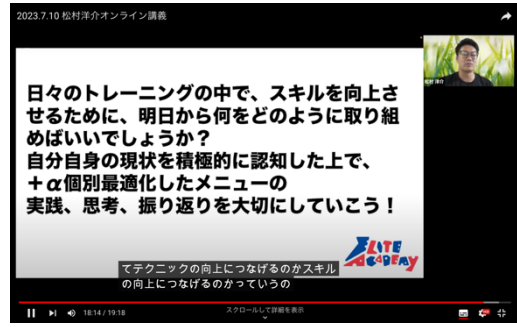 2023.7.10 松村洋介オンライン講義
松村 洋介
日々のトレーニングの中で、スキルを向上さ
せるために、明日から何をどのように取り組
めばいいでしょうか？
自分自身の現状を積極的に認知した上で、
＋α個別最適化したメニューの
実践、思考、振り返りを大切にしていこう！
ELITE
ACADEMY
てテクニックの向上につなげるのかスキル
の向上につなげるのかっていうの
18:14 / 19:18
スクロールして詳細を表示